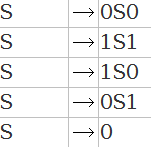 S → 0S0
S → 1S1
S → 1S0
S → 0S1
S → 0